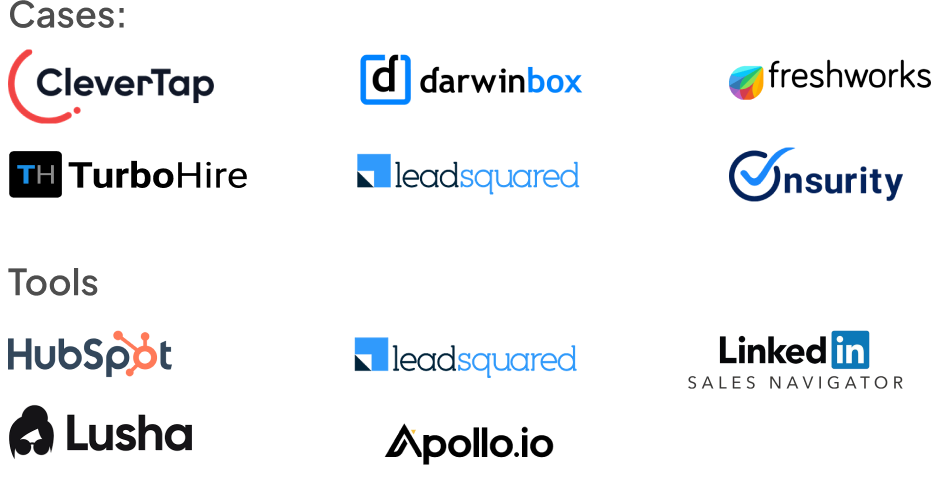 Cases:
CleverTap
d darwinbox
freshworks
TH TurboHire
leadsquared
Onsurity
Tools
HubSpot
leadsquared
Linked in
SALES NAVIGATOR
Lusha
Apollo.io